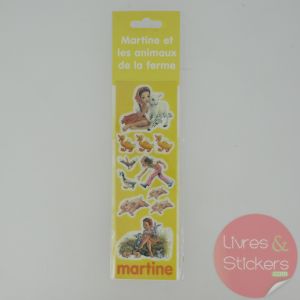 Martine et
les animaux
de la ferme
martine
Livres &
Stickers